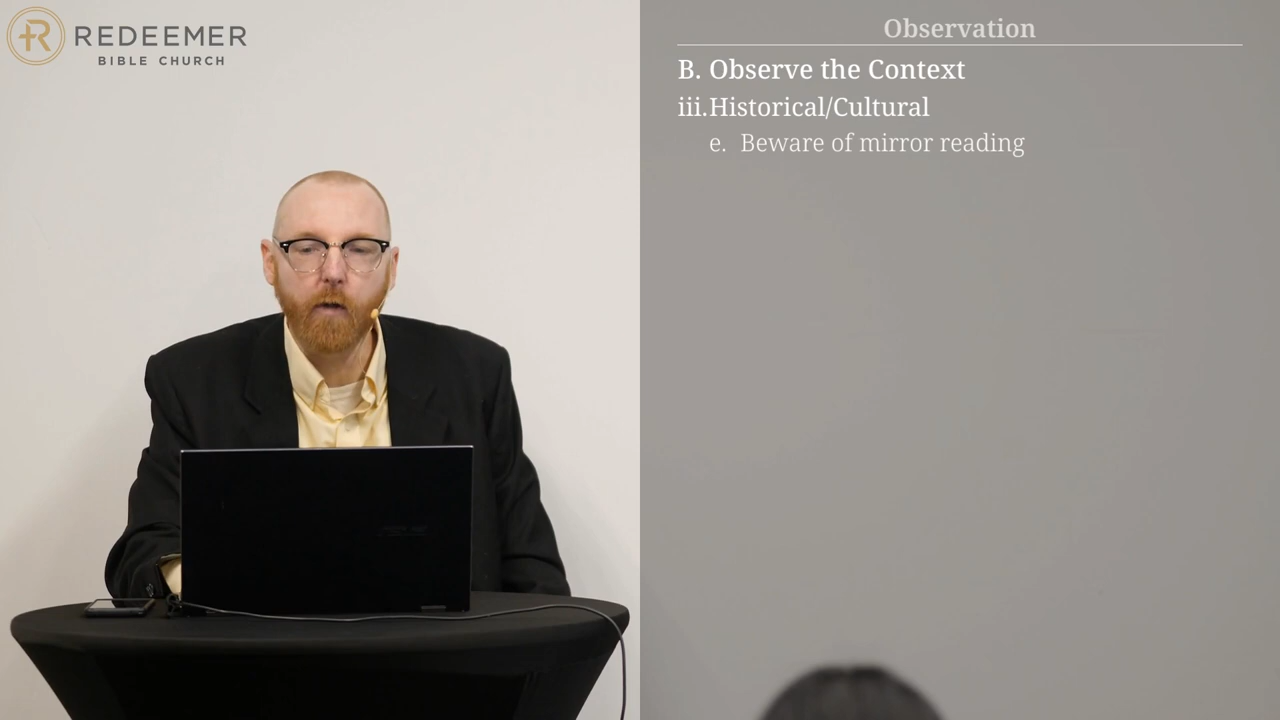 REDEEMER
BIBLE CHURCH
Observation
B. Observe the Context
iii.Historical/Cultural
e. Beware of mirror reading